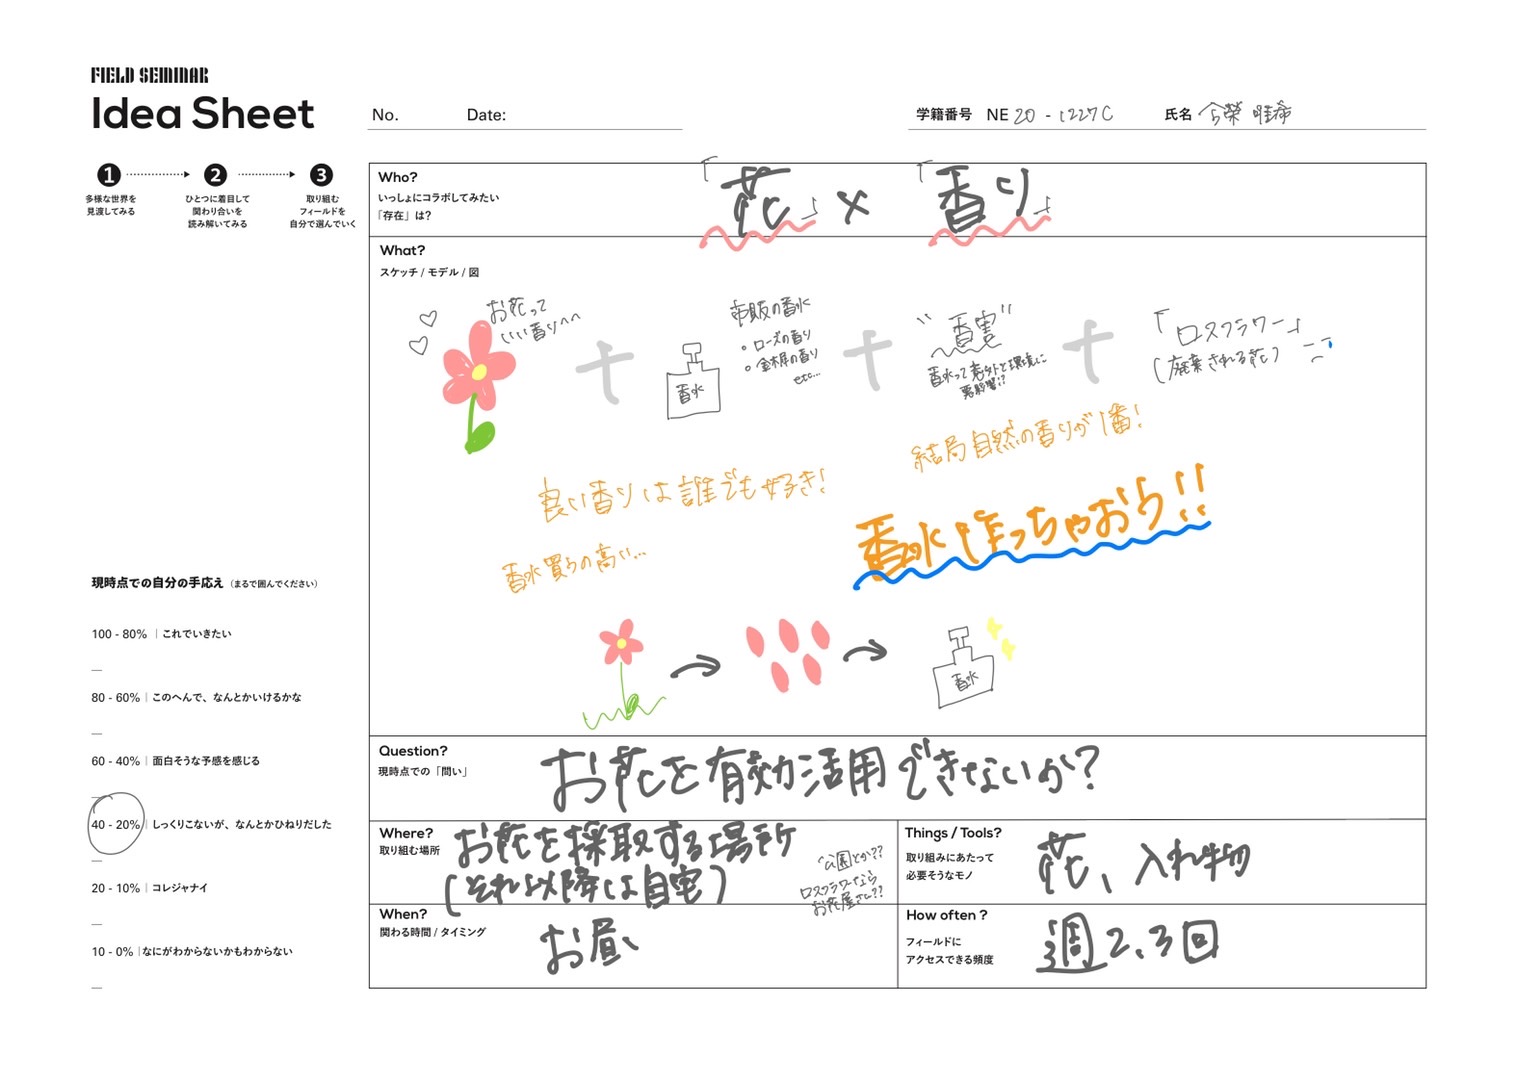 FIELD SEMINAR
Idea Sheet
No.
Date:
学籍番号 NE 20 - 1227C
氏名
1
2
3
多様な世界を
見渡してみる
ひとつに着目して
関わり合いを
読み解いてみる
取り組む
フィールドを
自分で選んでいく
Who?
いっしょにコラボしてみたい
「存在」は?
「花」×「香り」
What?
スケッチ / モデル / 図
お花って
いい香り^^
+
市販の香水
・ローズの香り
・金木犀の香り
etc...
香水
+
"香害"
香水って意外と環境に
悪影響!?
+
「ロスフラワー」
(廃棄される花)
結局自然の香りが1番!
良い香りは誰でも好き!
香水作っちゃおう!!
香水買うの高い...
香水
現時点での自分の手応え(まるで囲んでください)
100 - 80% | これでいきたい
80 - 60% | このへんで、なんとかいけるかな
60 - 40% | 面白そうな予感を感じる
40 - 20% | しっくりこないが、なんとかひねりだした
20 - 10% | コレジャナイ
10 - 0% | なにがわからないかもわからない
Question?
現時点での「問い」
お花を有効活用できないか?
Where?
取り組む場所
お花を採取する場所
(それ以降は自宅)
公園とか??
ロスフラワーなら
お花屋さん??
Things / Tools?
取り組みにあたって
必要そうなモノ
花、入れ物
When?
関わる時間 / タイミング
お昼、
How often ?
フィールドに
アクセスできる頻度
週2,3回